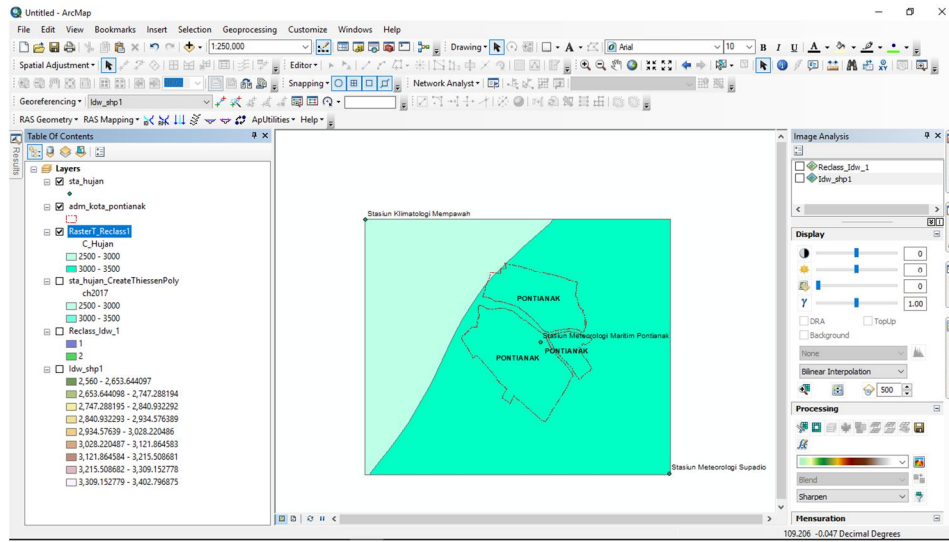 Untitled - ArcMap
File Edit View Bookmarks Insert Selection Geoprocessing Customize Windows Help
1:250,000 Drawing Arial 10 B I U A
Spatial Adjustment Editor
Snapping Network Analyst
Georeferencing Idw_shp1
RAS Geometry RAS Mapping ApUtilities Help
Results
Table Of Contents
Layers
sta_hujan
adm_kota_pontianak
RasterT_Reclass1
C_Hujan
2500 - 3000
3000 - 3500
sta_hujan_CreateThiessenPoly
ch2017
2500 - 3000
3000 - 3500
Reclass_Idw_1
1
2
Idw_shp1
2,560 - 2,653.644097
2,653.644098 - 2,747.288194
2,747.288195 - 2,840.932292
2,840.932293 - 2,934.576389
2,934.57639 - 3,028.220486
3,028.220487 - 3,121.864583
3,121.864584 - 3,215.508681
3,215.508682 - 3,309.152778
3,309.152779 - 3,402.796875
Stasiun Klimatologi Mempawah
PONTIANAK
Stasiun Meteorologi Maritim Pontianak
PONTIANAK
PONTIANAK
Stasiun Meteorologi Supadio
Image Analysis
Reclass_Idw_1
Idw_shp1
Display
0
0
0
γ 1.00
DRA TopUp
Background
None
Bilinear Interpolation
500
Processing
Blend
Sharpen
Mensuration
109.206 -0.047 Decimal Degrees